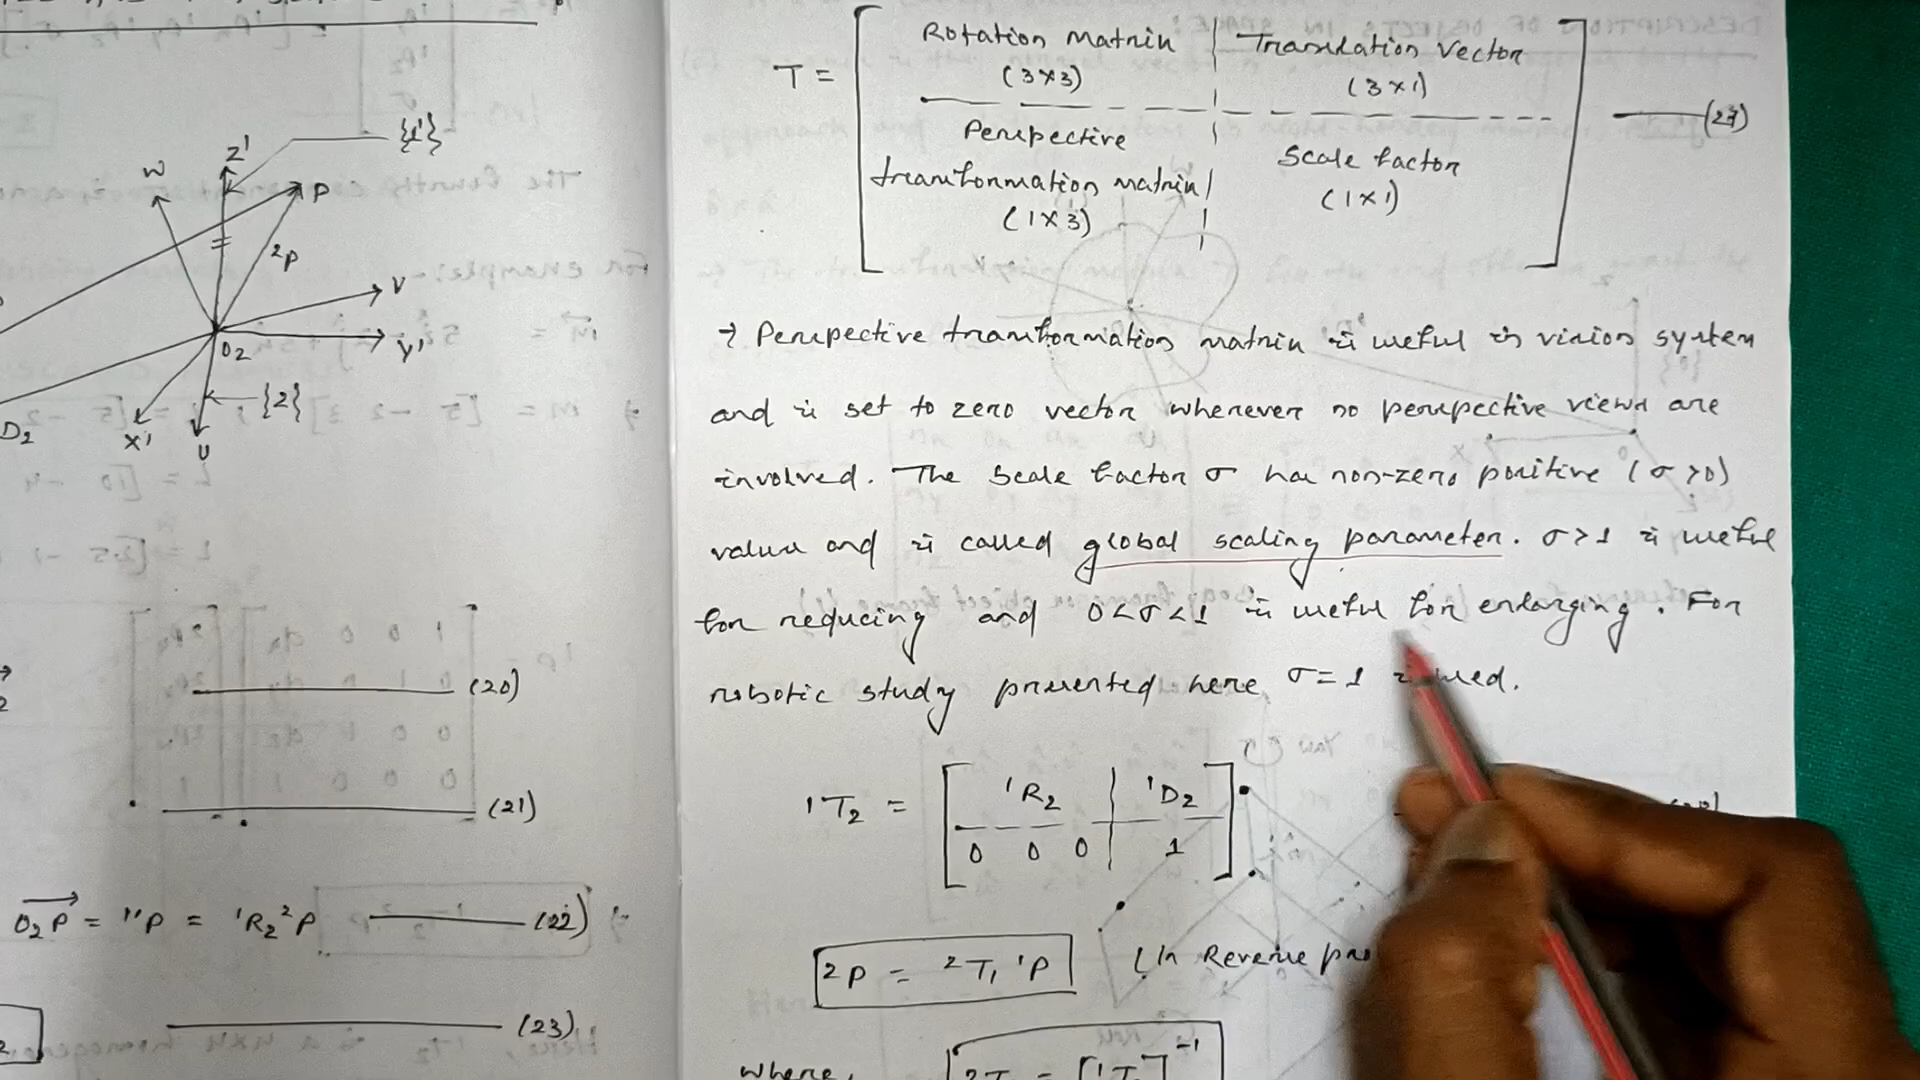 W
Z'
{1'}
P
2P
V
Y'
O2
{2}
X'
U
D2
(20)
(21)
O2P = 1'P = 1R2 2P (22)
(23)
T =
Rotation Matrix
(3×3)
Translation Vector
(3×1)
Perspective
transformation matrix
(1×3)
Scale factor
(1×1)
→ Perspective transformation matrix is useful in vision system
and is set to zero vector whenever no perspective views are
involved. The scale factor σ has non-zero positive (σ>0)
value and is called global scaling parameter. σ>1 is useful
for reducing and 0<σ<1 is useful for enlarging. For
robotic study presented here σ=1 is used.
1T2 =
1R2 1D2
0 0 0 1
2P = 2T1 1P (In Reverse
where, = -1